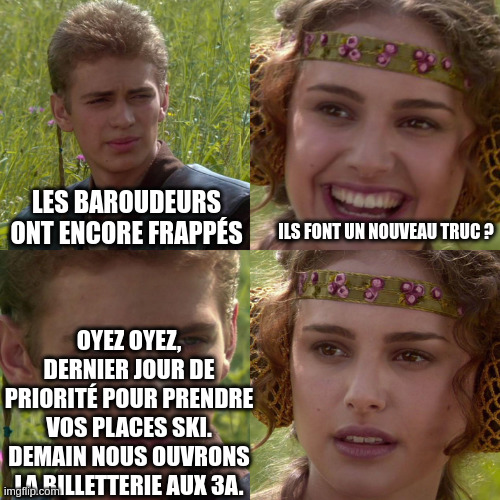 LES BAROUDEURS
ONT ENCORE FRAPPÉS
ILS FONT UN NOUVEAU TRUC ?
OYEZ OYEZ,
DERNIER JOUR DE
PRIORITÉ POUR PRENDRE
VOS PLACES SKI.
DEMAIN NOUS OUVRONS
LA BILLETTERIE AUX 3A.
imgflip.com